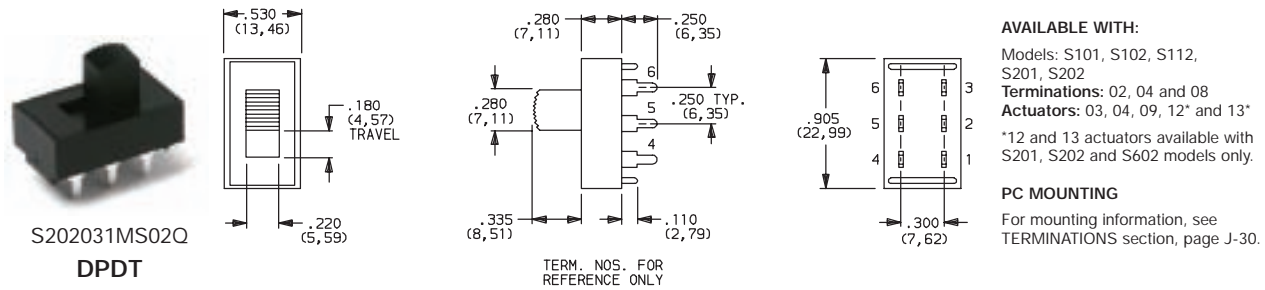 .530
(13,46)
.180
(4,57)
TRAVEL
.220
(5,59)
S202031MS02Q
DPDT
.280
(7,11)
.250
(6,35)
.280
(7,11)
6
5
4
.250 TYP.
(6,35)
.335
(8,51)
.110
(2,79)
TERM. NOS. FOR
REFERENCE ONLY
.905
(22,99)
6 3
5 2
4 1
.300
(7,62)
AVAILABLE WITH:
Models: S101, S102, S112,
S201, S202
Terminations: 02, 04 and 08
Actuators: 03, 04, 09, 12* and 13*
*12 and 13 actuators available with
S201, S202 and S602 models only.
PC MOUNTING
For mounting information, see
TERMINATIONS section, page J-30.